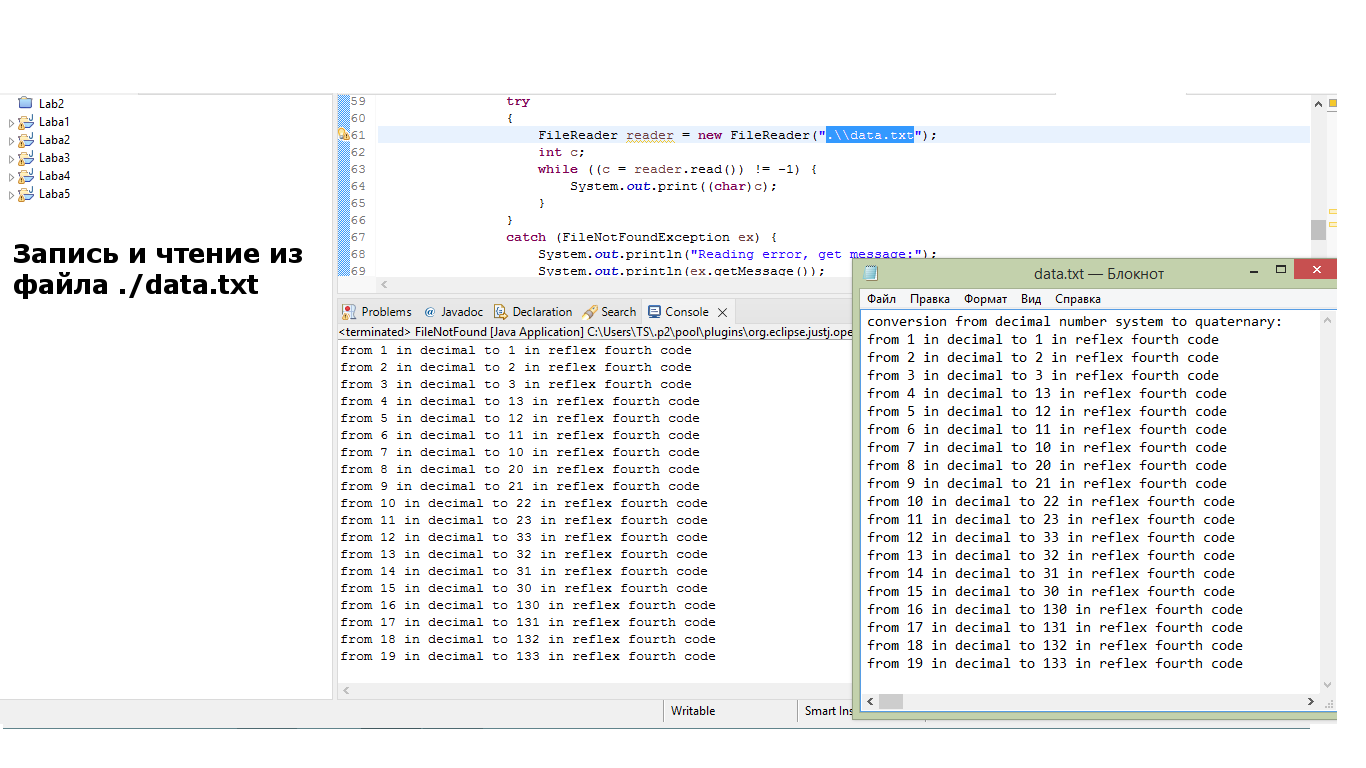 Lab2
Laba1
Laba2
Laba3
Laba4
Laba5
Запись и чтение из
файла ./data.txt
59 try
60 {
61 FileReader reader = new FileReader(".\\data.txt");
62 int c;
63 while ((c = reader.read()) != -1) {
64 System.out.print((char)c);
65 }
66 }
67 catch (FileNotFoundException ex) {
68 System.out.println("Reading error, get message:");
69 System.out.println(ex.getMessage());
Problems @ Javadoc Declaration Search Console
<terminated> FileNotFound [Java Application] C:\Users\TS\.p2\pool\plugins\org.eclipse.justj.ope
from 1 in decimal to 1 in reflex fourth code
from 2 in decimal to 2 in reflex fourth code
from 3 in decimal to 3 in reflex fourth code
from 4 in decimal to 13 in reflex fourth code
from 5 in decimal to 12 in reflex fourth code
from 6 in decimal to 11 in reflex fourth code
from 7 in decimal to 10 in reflex fourth code
from 8 in decimal to 20 in reflex fourth code
from 9 in decimal to 21 in reflex fourth code
from 10 in decimal to 22 in reflex fourth code
from 11 in decimal to 23 in reflex fourth code
from 12 in decimal to 33 in reflex fourth code
from 13 in decimal to 32 in reflex fourth code
from 14 in decimal to 31 in reflex fourth code
from 15 in decimal to 30 in reflex fourth code
from 16 in decimal to 130 in reflex fourth code
from 17 in decimal to 131 in reflex fourth code
from 18 in decimal to 132 in reflex fourth code
from 19 in decimal to 133 in reflex fourth code
Writable
Smart Ins
data.txt — Блокнот
Файл Правка Формат Вид Справка
conversion from decimal number system to quaternary:
from 1 in decimal to 1 in reflex fourth code
from 2 in decimal to 2 in reflex fourth code
from 3 in decimal to 3 in reflex fourth code
from 4 in decimal to 13 in reflex fourth code
from 5 in decimal to 12 in reflex fourth code
from 6 in decimal to 11 in reflex fourth code
from 7 in decimal to 10 in reflex fourth code
from 8 in decimal to 20 in reflex fourth code
from 9 in decimal to 21 in reflex fourth code
from 10 in decimal to 22 in reflex fourth code
from 11 in decimal to 23 in reflex fourth code
from 12 in decimal to 33 in reflex fourth code
from 13 in decimal to 32 in reflex fourth code
from 14 in decimal to 31 in reflex fourth code
from 15 in decimal to 30 in reflex fourth code
from 16 in decimal to 130 in reflex fourth code
from 17 in decimal to 131 in reflex fourth code
from 18 in decimal to 132 in reflex fourth code
from 19 in decimal to 133 in reflex fourth code